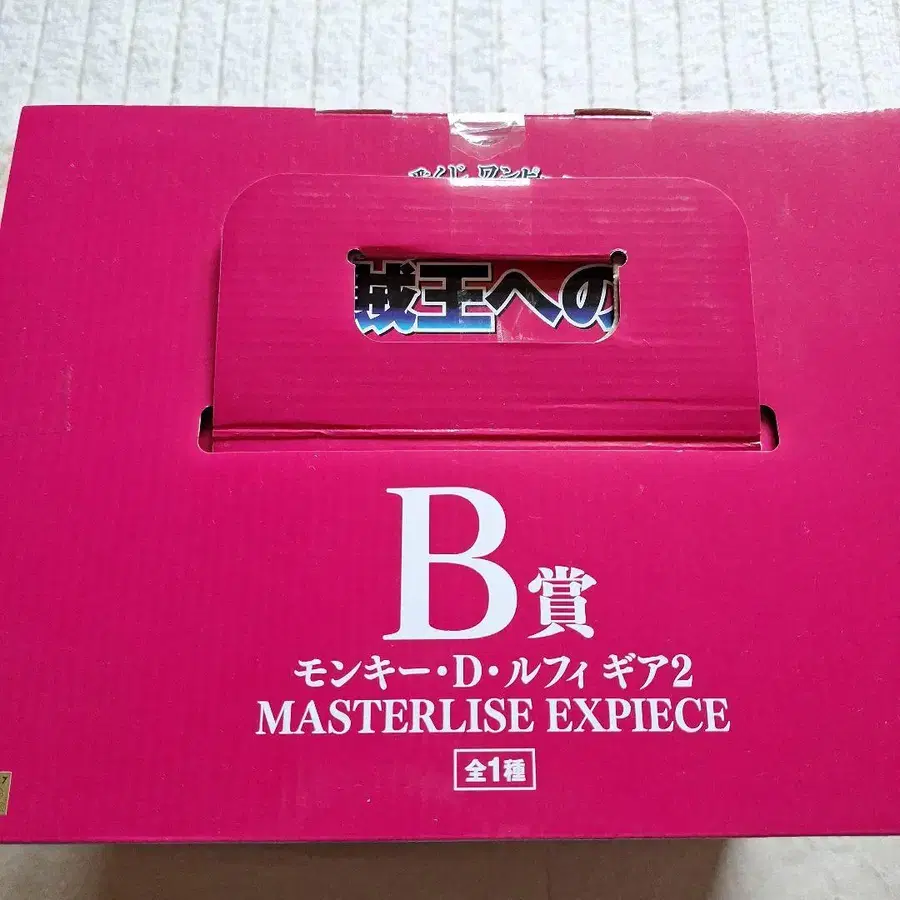 賊王への
B賞
モンキー・D・ルフィ ギア2
MASTERLISE EXPIECE
全1種